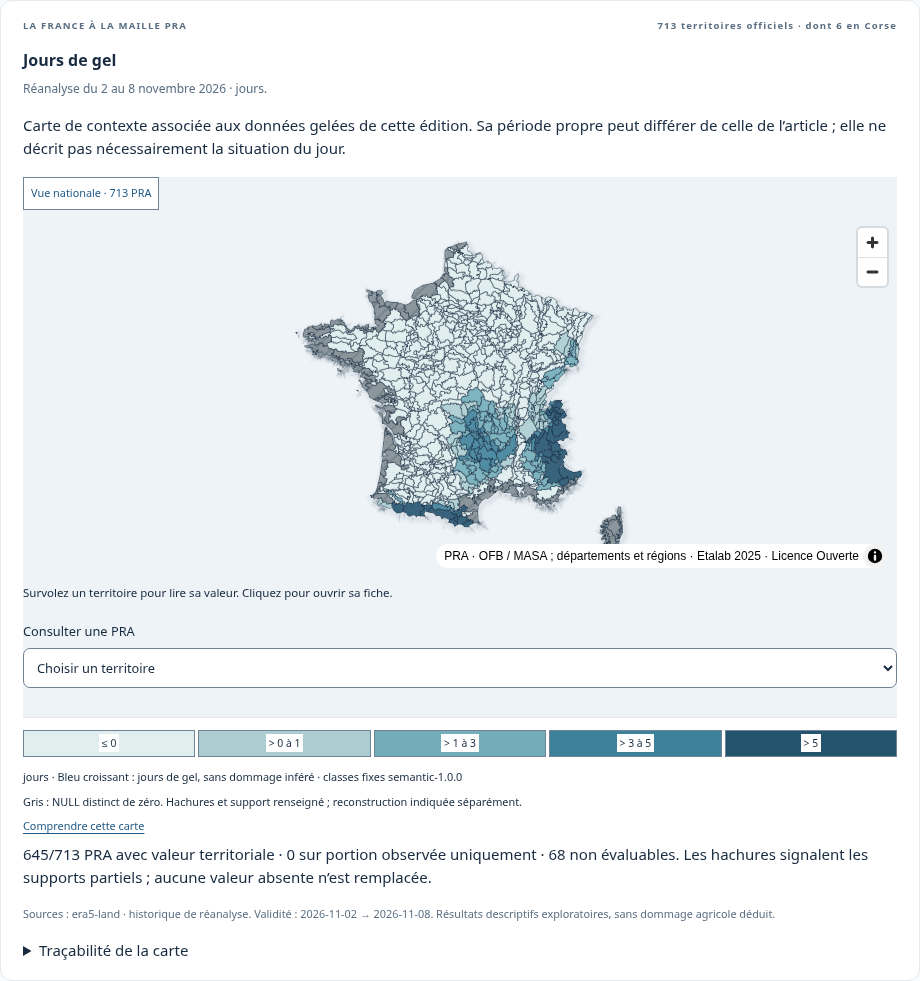 LA FRANCE À LA MAILLE PRA
713 territoires officiels · dont 6 en Corse
Jours de gel
Réanalyse du 2 au 8 novembre 2026 · jours.
Carte de contexte associée aux données gelées de cette édition. Sa période propre peut différer de celle de l’article ; elle ne
décrit pas nécessairement la situation du jour.
Vue nationale · 713 PRA
PRA · OFB / MASA ; départements et régions · Etalab 2025 · Licence Ouverte
Survolez un territoire pour lire sa valeur. Cliquez pour ouvrir sa fiche.
Consulter une PRA
Choisir un territoire
≤ 0
> 0 à 1
> 1 à 3
> 3 à 5
> 5
jours · Bleu croissant : jours de gel, sans dommage inféré · classes fixes semantic-1.0.0
Gris : NULL distinct de zéro. Hachures et support renseigné ; reconstruction indiquée séparément.
Comprendre cette carte
645/713 PRA avec valeur territoriale · 0 sur portion observée uniquement · 68 non évaluables. Les hachures signalent les
supports partiels ; aucune valeur absente n’est remplacée.
Sources : era5-land · historique de réanalyse. Validité : 2026-11-02 → 2026-11-08. Résultats descriptifs exploratoires, sans dommage agricole déduit.
Traçabilité de la carte